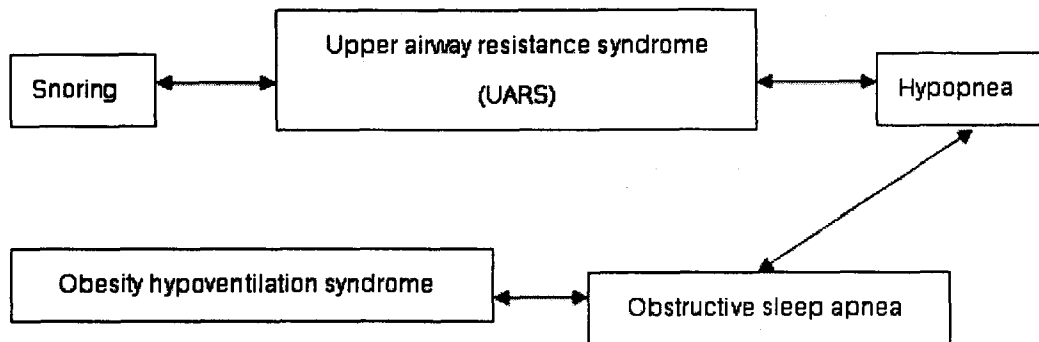 Upper airway resistance syndrome
(UARS)
Snoring
Hypopnea
Obesity hypoventilation syndrome
Obstructive sleep apnea